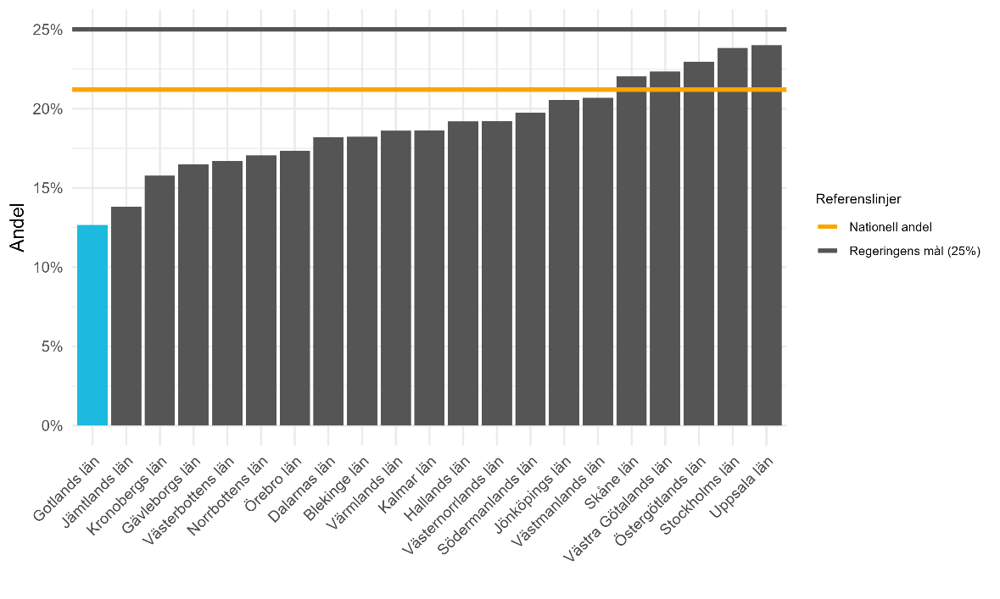 25%
20%
15%
10%
5%
0%
Andel
Gotlands län
Jämtlands län
Kronobergs län
Gävleborgs län
Västerbottens län
Norrbottens län
Örebro län
Dalarnas län
Blekinge län
Värmlands län
Kalmar län
Hallands län
Västernorrlands län
Södermanlands län
Jönköpings län
Västmanlands län
Skåne län
Västra Götalands län
Östergötlands län
Stockholms län
Uppsala län
Referenslinjer
Nationell andel
Regeringens mål (25%)